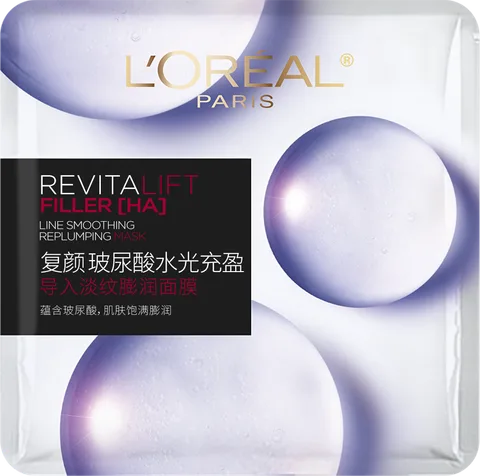 L'ORÉAL®
PARIS
REVITALIFT
FILLER [HA]
LINE SMOOTHING
REPLUMPING MASK
复颜玻尿酸水光充盈
导入淡纹膨润面膜
蕴含玻尿酸，肌肤饱满膨润